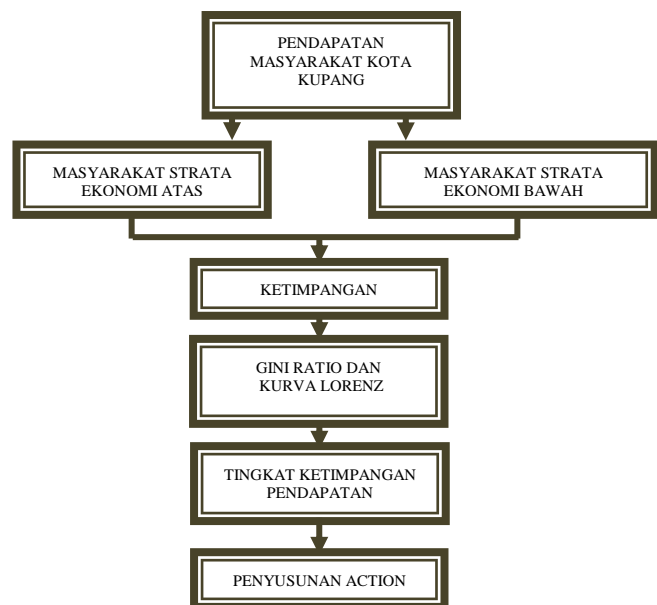 PENDAPATAN
MASYARAKAT KOTA
KUPANG
MASYARAKAT STRATA
EKONOMI ATAS
MASYARAKAT STRATA
EKONOMI BAWAH
KETIMPANGAN
GINI RATIO DAN
KURVA LORENZ
TINGKAT KETIMPANGAN
PENDAPATAN
PENYUSUNAN ACTION